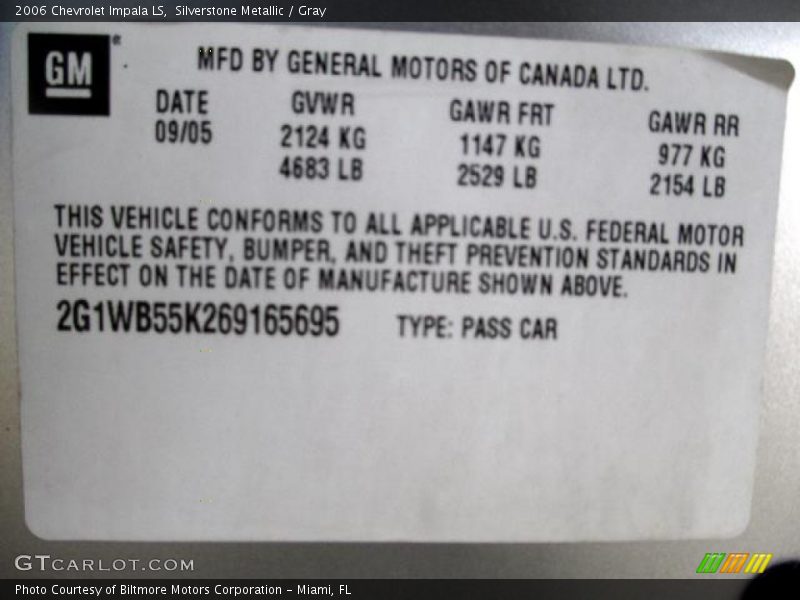 2006 Chevrolet Impala LS, Silverstone Metallic / Gray
GM
MFD BY GENERAL MOTORS OF CANADA LTD.
DATE GVWR GAWR FRT GAWR RR
09/05 2124 KG 1147 KG 977 KG
4683 LB 2529 LB 2154 LB
THIS VEHICLE CONFORMS TO ALL APPLICABLE U.S. FEDERAL MOTOR
VEHICLE SAFETY, BUMPER, AND THEFT PREVENTION STANDARDS IN
EFFECT ON THE DATE OF MANUFACTURE SHOWN ABOVE.
2G1WB55K269165695 TYPE: PASS CAR
GTCARLOT.COM
Photo Courtesy of Biltmore Motors Corporation - Miami, FL